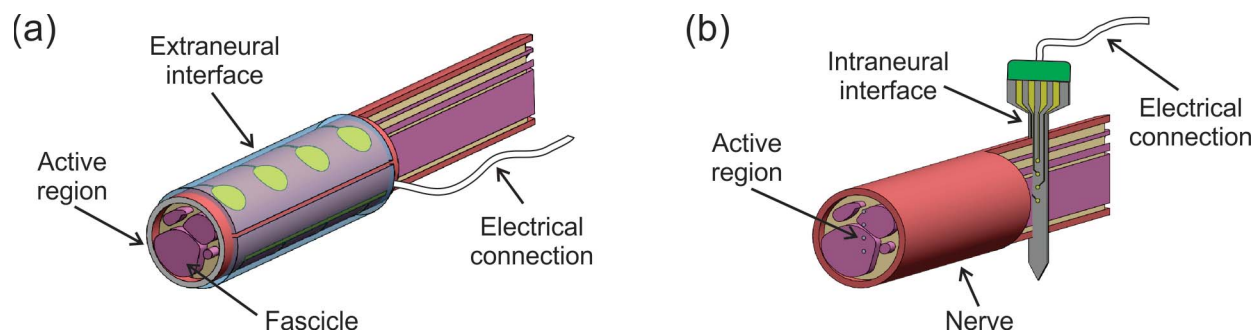 (a)
Extraneural
interface
Active
region
Electrical
connection
Fascicle
(b)
Intraneural
interface
Electrical
connection
Active
region
Nerve